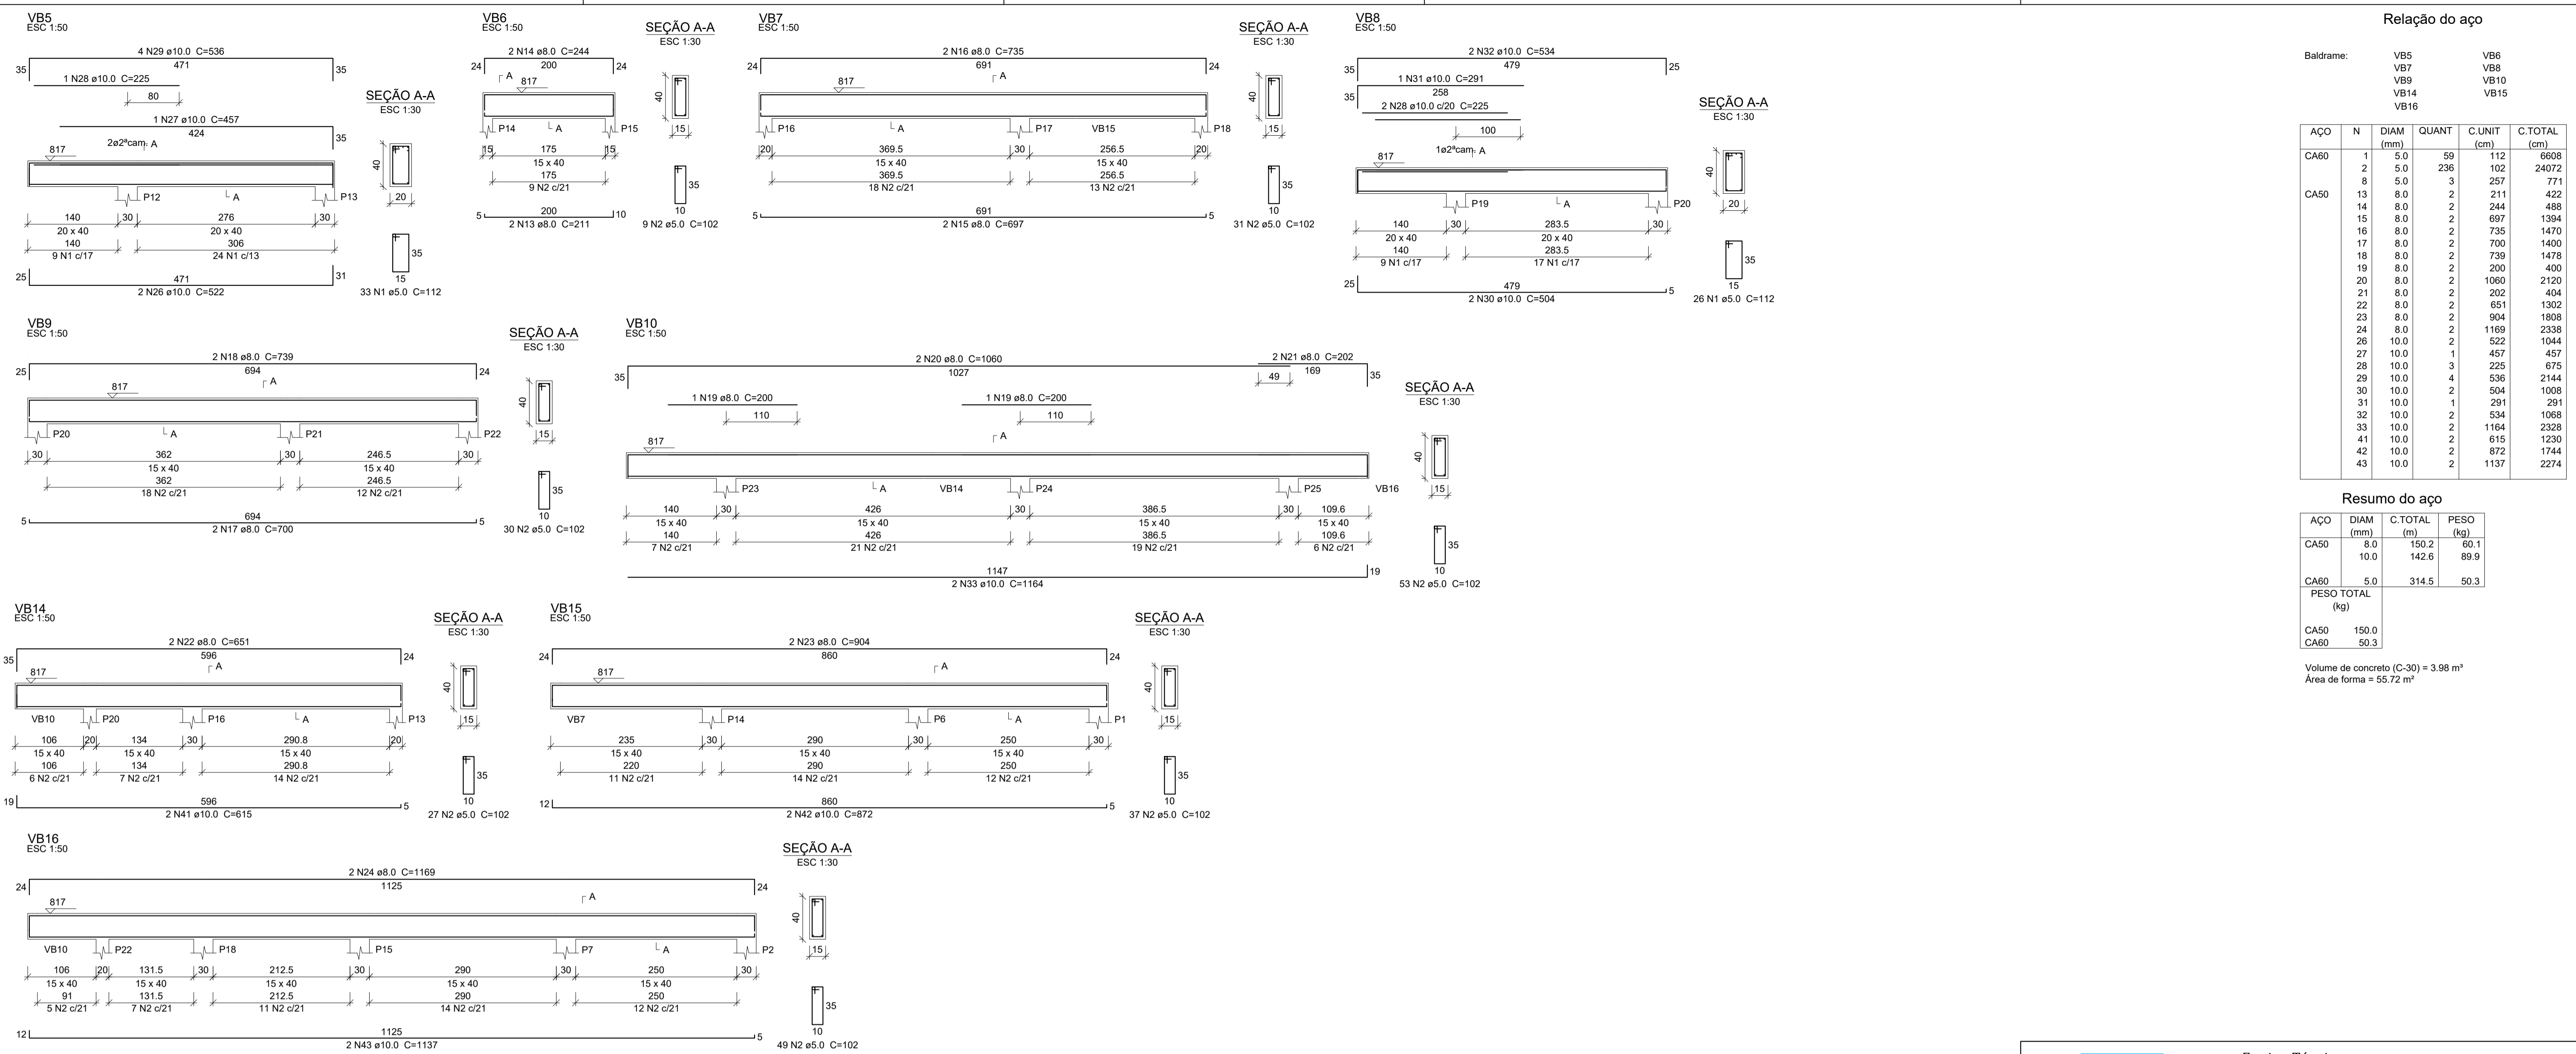 VB5
ESC 1:50
4 N29 ø10.0 C=536
35 471 35
1 N28 ø10.0 C=225
80
1 N27 ø10.0 C=457
424 35
2ø2ªcam. A
817
P12 A P13
140 30 276 30
20 x 40 20 x 40
140 306
9 N1 c/17 24 N1 c/13
25 471 31
2 N26 ø10.0 C=522
SEÇÃO A-A
ESC 1:30
40
20
35
15
33 N1 ø5.0 C=112
VB6
ESC 1:50
2 N14 ø8.0 C=244
24 200 24
A
817
P14 A P15
15 175 15
15 x 40
175
9 N2 c/21
5 200 10
2 N13 ø8.0 C=211
SEÇÃO A-A
ESC 1:30
40
15
35
10
9 N2 ø5.0 C=102
VB7
ESC 1:50
2 N16 ø8.0 C=735
24 691 24
A
817
P16 A P17 VB15 P18
20 369.5 30 256.5 20
15 x 40 15 x 40
369.5 256.5
18 N2 c/21 13 N2 c/21
5 691 5
2 N15 ø8.0 C=697
SEÇÃO A-A
ESC 1:30
40
15
35
10
31 N2 ø5.0 C=102
VB8
ESC 1:50
2 N32 ø10.0 C=534
35 479 25
1 N31 ø10.0 C=291
35 258
2 N28 ø10.0 c/20 C=225
100
1ø2ªcam. A
817
P19 A P20
140 30 283.5 30
20 x 40 20 x 40
140 283.5
9 N1 c/17 17 N1 c/17
25 479 5
2 N30 ø10.0 C=504
SEÇÃO A-A
ESC 1:30
40
20
35
15
26 N1 ø5.0 C=112
VB9
ESC 1:50
2 N18 ø8.0 C=739
25 694 24
A
817
P20 A P21 P22
30 362 30 246.5 30
15 x 40 15 x 40
362 246.5
18 N2 c/21 12 N2 c/21
5 694 5
2 N17 ø8.0 C=700
SEÇÃO A-A
ESC 1:30
40
15
35
10
30 N2 ø5.0 C=102
VB10
ESC 1:50
2 N20 ø8.0 C=1060 2 N21 ø8.0 C=202
35 1027 169 35
49
1 N19 ø8.0 C=200 1 N19 ø8.0 C=200
110 110
A
817
P23 A VB14 P24 P25 VB16
140 30 426 30 386.5 30 109.6
15 x 40 15 x 40 15 x 40 15 x 40
140 426 386.5 109.6
7 N2 c/21 21 N2 c/21 19 N2 c/21 6 N2 c/21
1147 19
2 N33 ø10.0 C=1164
SEÇÃO A-A
ESC 1:30
40
15
35
10
53 N2 ø5.0 C=102
VB14
ESC 1:50
2 N22 ø8.0 C=651
35 596 24
A
817
VB10 P20 P16 A P13
106 20 134 30 290.8 20
15 x 40 15 x 40 15 x 40
106 134 290.8
6 N2 c/21 7 N2 c/21 14 N2 c/21
19 596 5
2 N41 ø10.0 C=615
SEÇÃO A-A
ESC 1:30
40
15
35
10
27 N2 ø5.0 C=102
VB15
ESC 1:50
2 N23 ø8.0 C=904
24 860 24
A
817
VB7 P14 P6 A P1
235 30 290 30 250 30
15 x 40 15 x 40 15 x 40
220 290 250
11 N2 c/21 14 N2 c/21 12 N2 c/21
12 860 5
2 N42 ø10.0 C=872
SEÇÃO A-A
ESC 1:30
40
15
35
10
37 N2 ø5.0 C=102
VB16
ESC 1:50
2 N24 ø8.0 C=1169
24 1125 24
A
817
VB10 P22 P18 P15 P7 A P2
106 20 131.5 30 212.5 30 290 30 250 30
15 x 40 15 x 40 15 x 40 15 x 40 15 x 40
91 131.5 212.5 290 250
5 N2 c/21 7 N2 c/21 11 N2 c/21 14 N2 c/21 12 N2 c/21
12 1125 5
2 N43 ø10.0 C=1137
SEÇÃO A-A
ESC 1:30
40
15
35
10
49 N2 ø5.0 C=102
Relação do aço
Baldrame: VB5 VB6
VB7 VB8
VB9 VB10
VB14 VB15
VB16
AÇO N DIAM QUANT C.UNIT C.TOTAL
(mm) (cm) (cm)
CA60 1 5.0 59 112 6608
2 5.0 236 102 24072
8 5.0 3 257 771
CA50 13 8.0 2 211 422
14 8.0 2 244 488
15 8.0 2 697 1394
16 8.0 2 735 1470
17 8.0 2 700 1400
18 8.0 2 739 1478
19 8.0 2 200 400
20 8.0 2 1060 2120
21 8.0 2 202 404
22 8.0 2 651 1302
23 8.0 2 904 1808
24 8.0 2 1169 2338
26 10.0 2 522 1044
27 10.0 1 457 457
28 10.0 3 225 675
29 10.0 4 536 2144
30 10.0 2 504 1008
31 10.0 1 291 291
32 10.0 2 534 1068
33 10.0 2 1164 2328
41 10.0 2 615 1230
42 10.0 2 872 1744
43 10.0 2 1137 2274
Resumo do aço
AÇO DIAM C.TOTAL PESO
(mm) (m) (kg)
CA50 8.0 150.2 60.1
10.0 142.6 89.9
CA60 5.0 314.5 50.3
PESO TOTAL
(kg)
CA50 150.0
CA60 50.3
Volume de concreto (C-30) = 3.98 m³
Área de forma = 55.72 m²